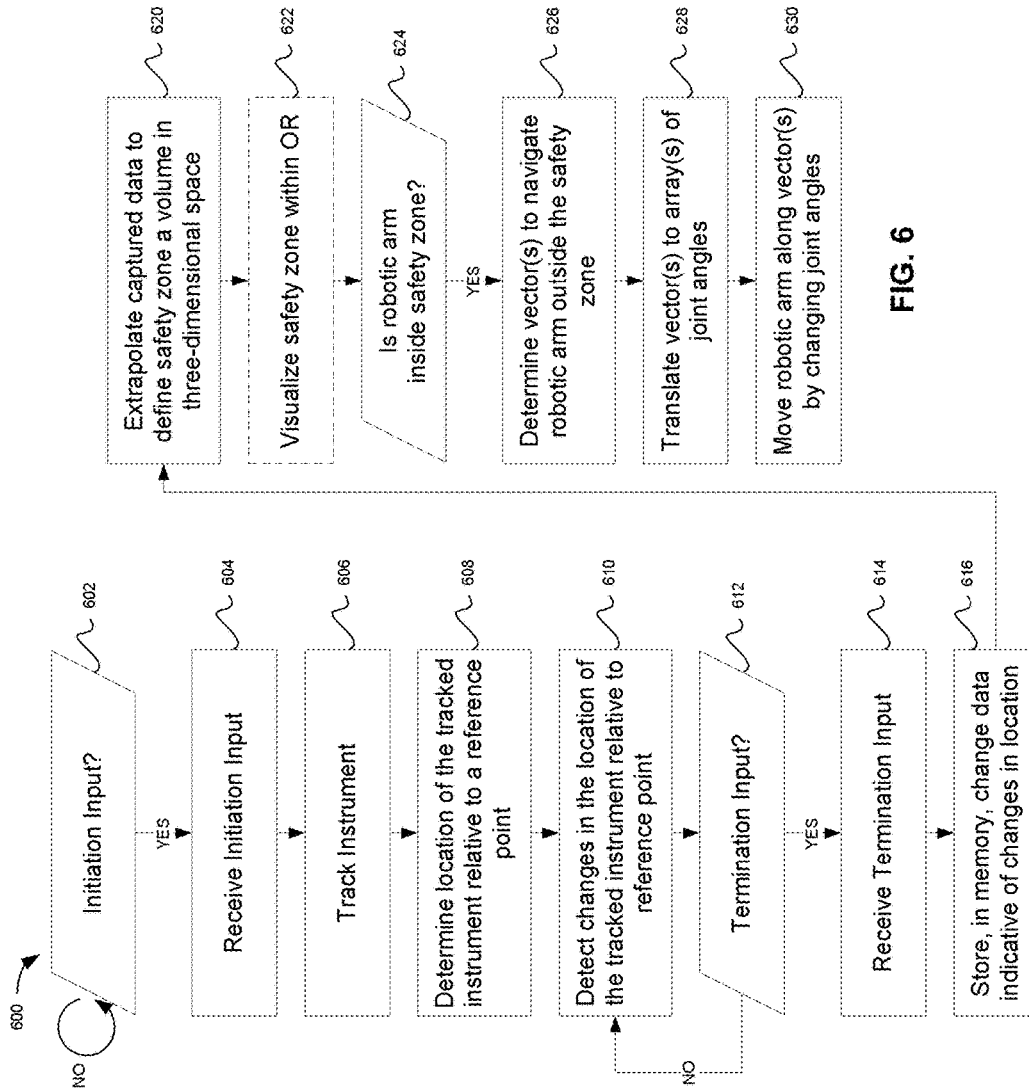 600
NO
Initiation Input?
602
YES
Receive Initiation Input
604
Track Instrument
606
Determine location of the tracked
instrument relative to a reference
point
608
Detect changes in the location of
the tracked instrument relative to
reference point
610
Termination Input?
612
NO
YES
Receive Termination Input
614
Store, in memory, change data
indicative of changes in location
616
Extrapolate captured data to
define safety zone a volume in
three-dimensional space
620
Visualize safety zone within OR
622
Is robotic arm
inside safety zone?
624
YES
Determine vector(s) to navigate
robotic arm outside the safety
zone
626
Translate vector(s) to array(s) of
joint angles
628
Move robotic arm along vector(s)
by changing joint angles
630
FIG. 6